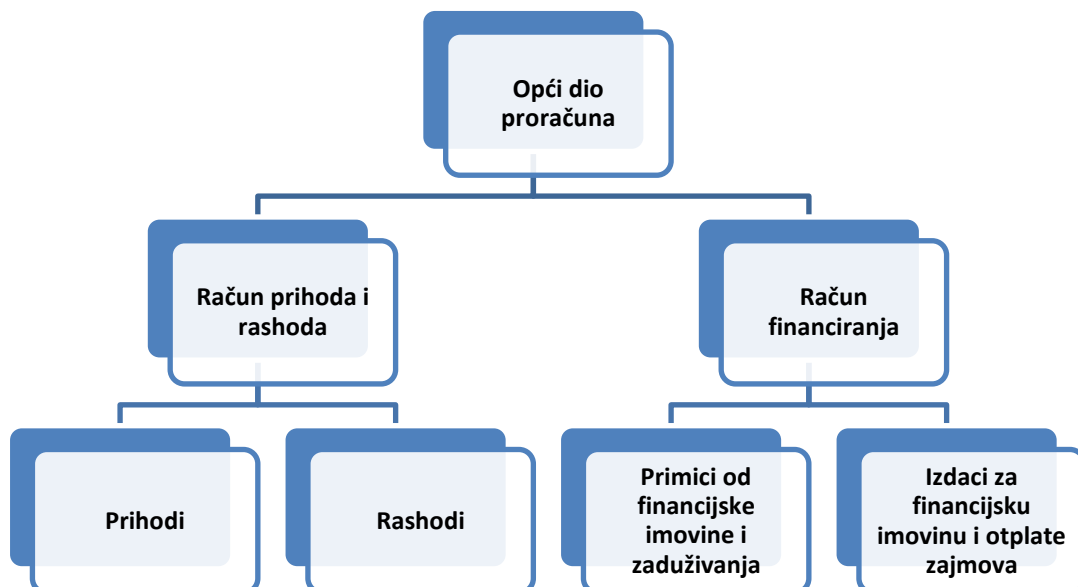 Opći dio
proračuna
Račun prihoda i
rashoda
Račun
financiranja
Prihodi
Rashodi
Primici od
financijske
imovine i
zaduživanja
Izdaci za
financijsku
imovinu i otplate
zajmova